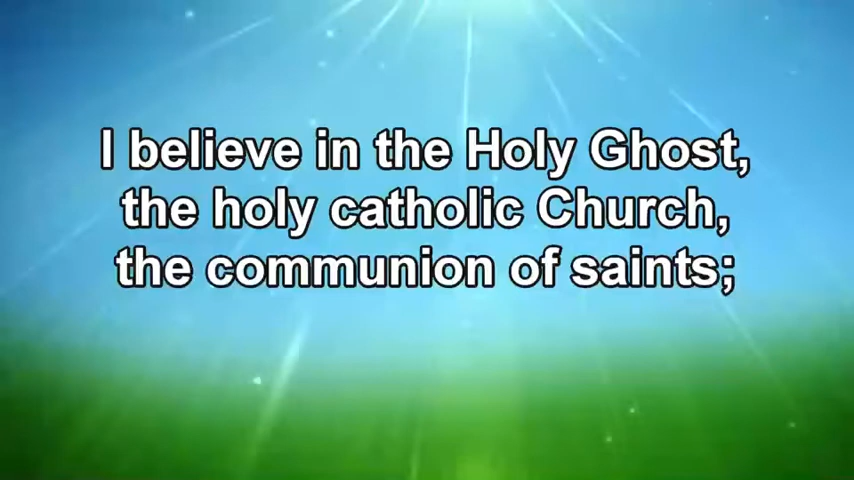 I believe in the Holy Ghost,
the holy catholic Church,
the communion of saints;